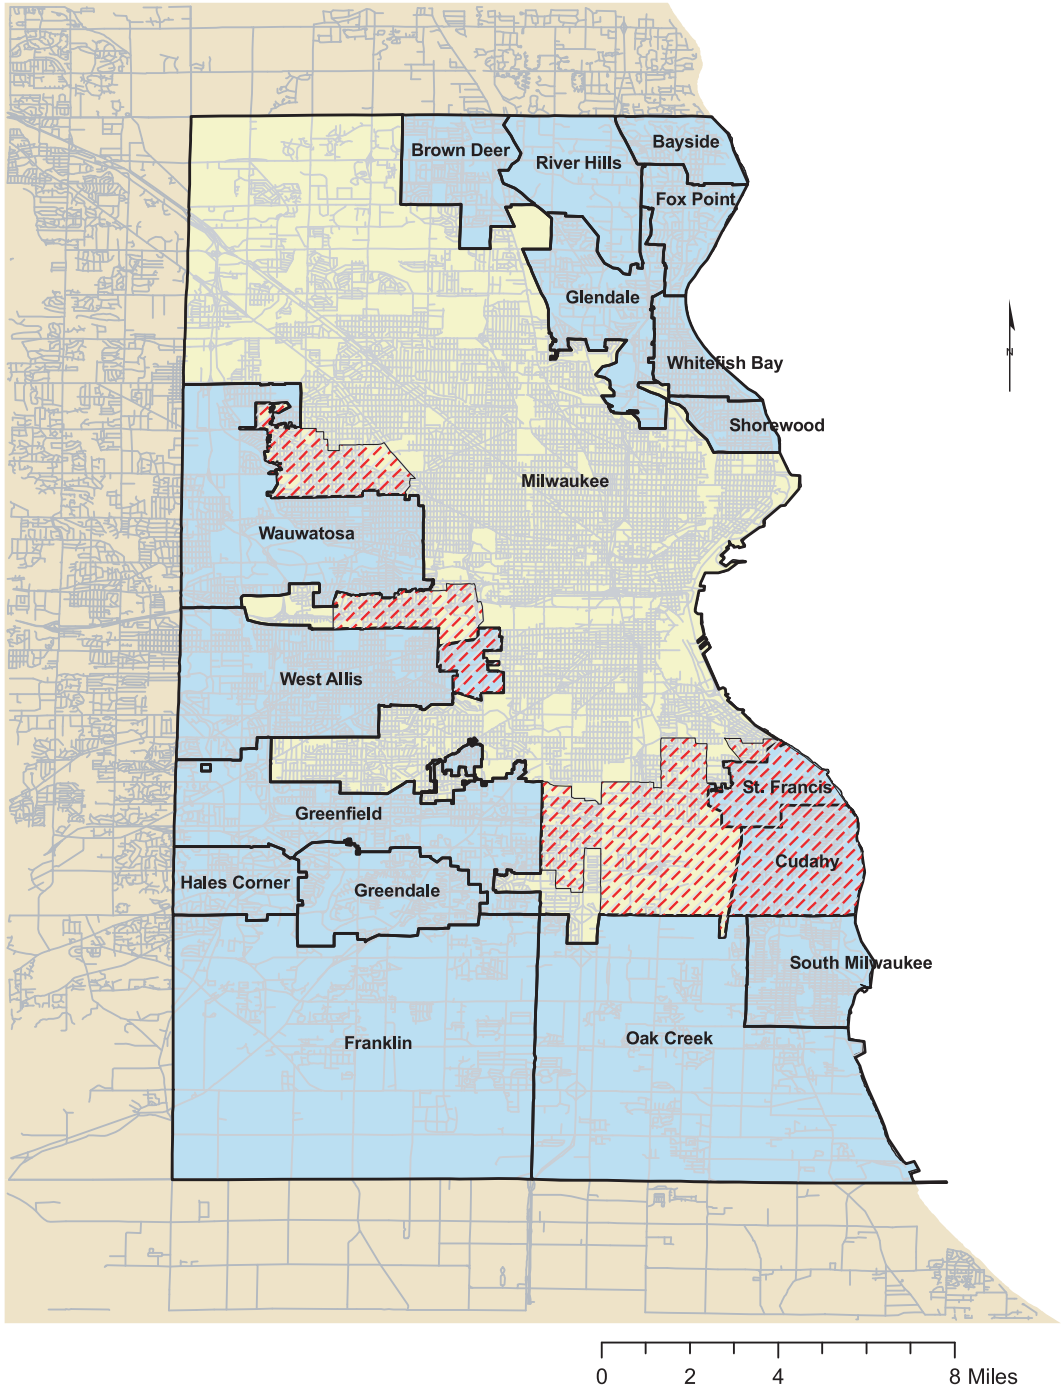 Brown Deer
River Hills
Bayside
Fox Point
Glendale
Whitefish Bay
Shorewood
Milwaukee
Wauwatosa
West Allis
St. Francis
Greenfield
Cudahy
Hales Corner
Greendale
South Milwaukee
Franklin
Oak Creek
N
0 2 4 8 Miles